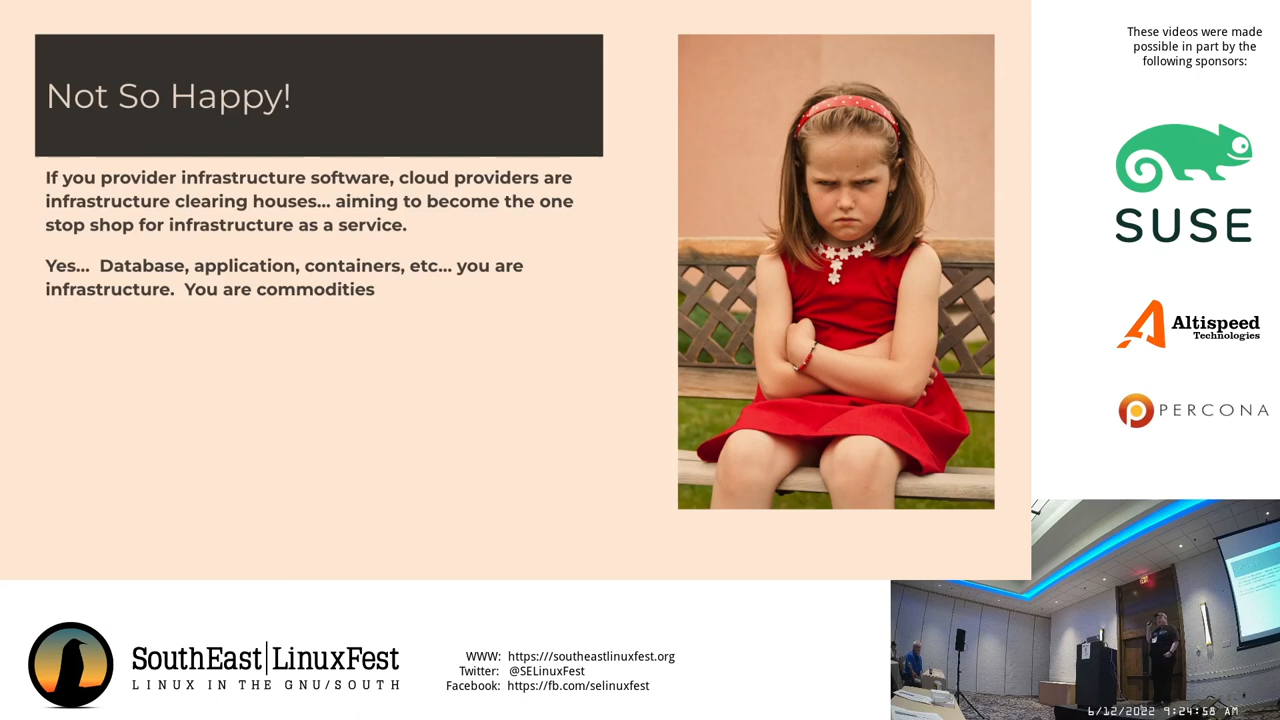 Not So Happy!
If you provider infrastructure software, cloud providers are
infrastructure clearing houses... aiming to become the one
stop shop for infrastructure as a service.
Yes... Database, application, containers, etc... you are
infrastructure. You are commodities
These videos were made
possible in part by the
following sponsors:
SUSE
Altispeed
Technologies
PERCONA
SouthEast|LinuxFest
LINUX IN THE GNU/SOUTH
WWW: https:///southeastlinuxfest.org
Twitter: @SELinuxFest
Facebook: https://fb.com/selinuxfest
6/12/2022 9:24:58 AM